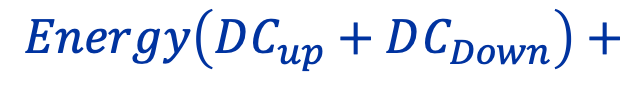 Energy(DC_up + DC_Down) +